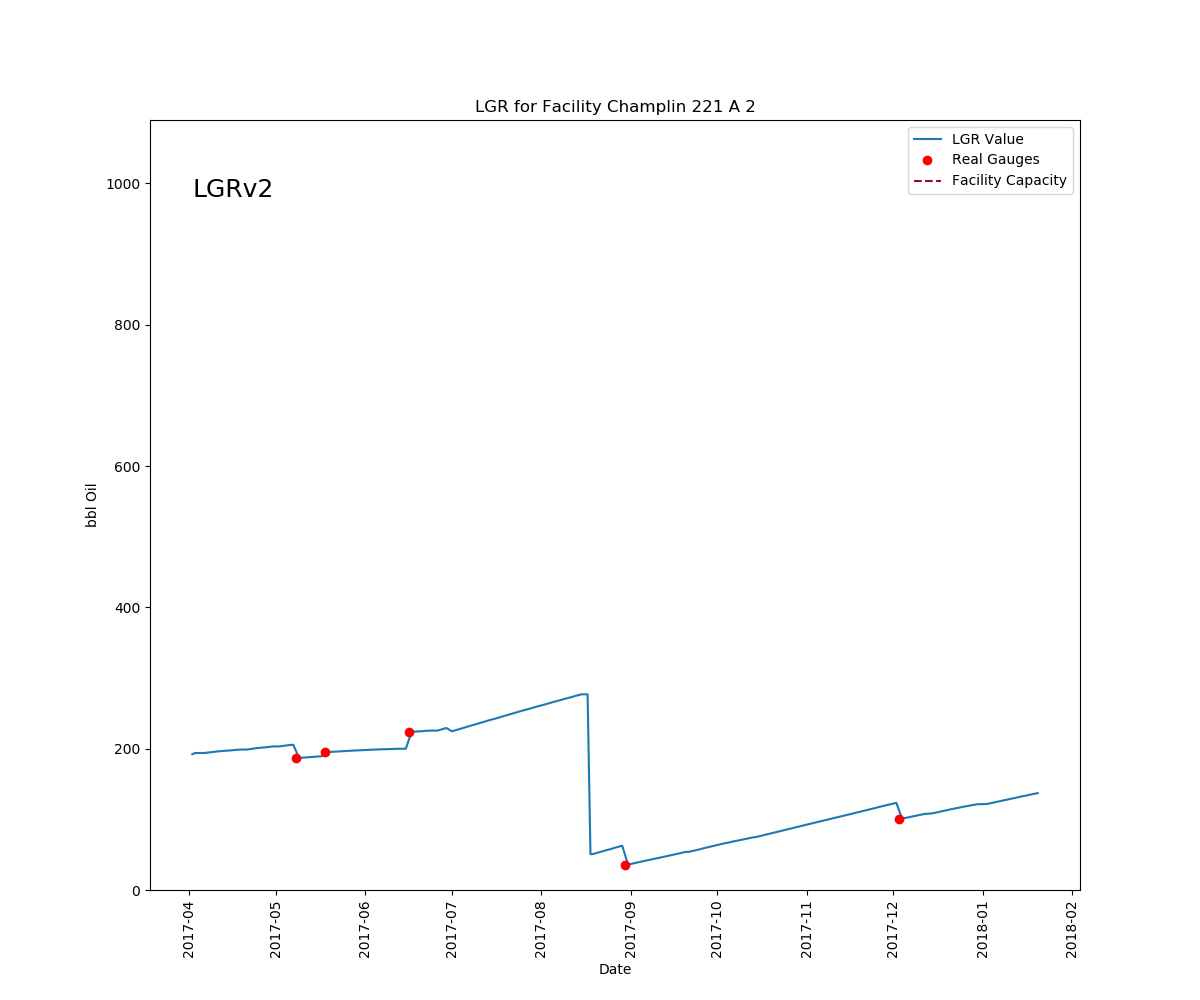 LGR for Facility Champlin 221 A 2
LGRv2
LGR Value
Real Gauges
Facility Capacity
1000
800
600
400
200
0
bbl Oil
2017-04
2017-05
2017-06
2017-07
2017-08
2017-09
2017-10
2017-11
2017-12
2018-01
2018-02
Date